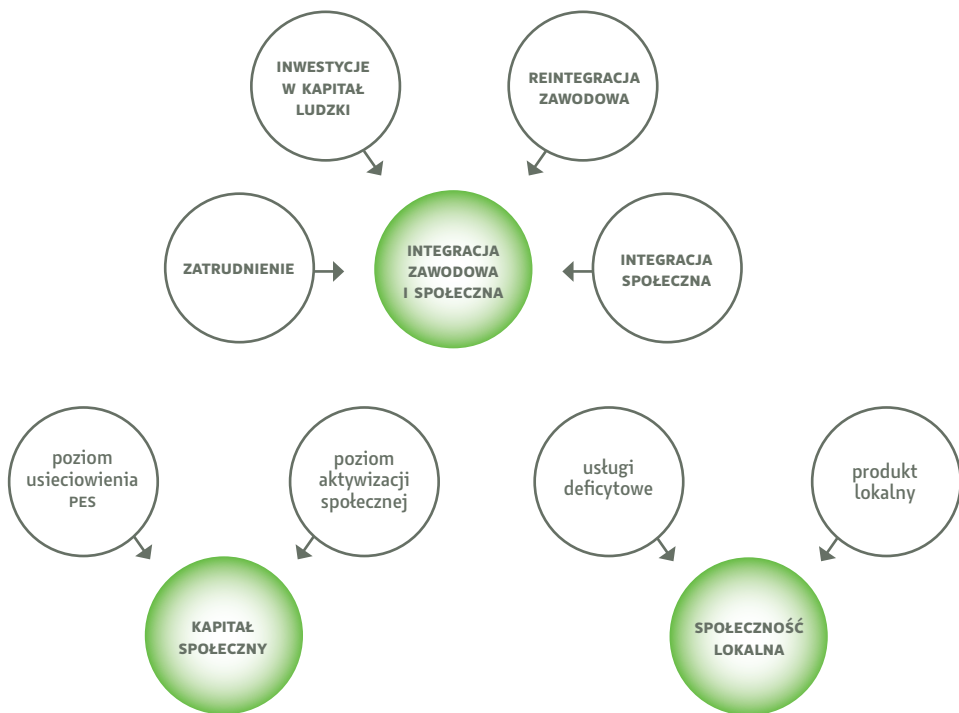 INWESTYCJE
W KAPITAŁ
LUDZKI
REINTEGRACJA
ZAWODOWA
ZATRUDNIENIE
INTEGRACJA
ZAWODOWA
I SPOŁECZNA
INTEGRACJA
SPOŁECZNA
poziom
usieciowienia
PES
poziom
aktywizacji
społecznej
usługi
deficytowe
produkt
lokalny
KAPITAŁ
SPOŁECZNY
SPOŁECZNOŚĆ
LOKALNA